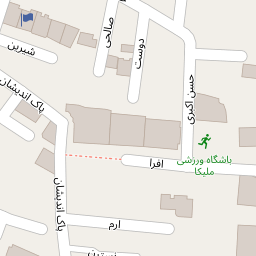 صالحی
دوست
شیرین
حسن اکبری
پاک اندیشان
افرا
باشگاه ورزشی
ملیکا
پاک اندیشان
ارم